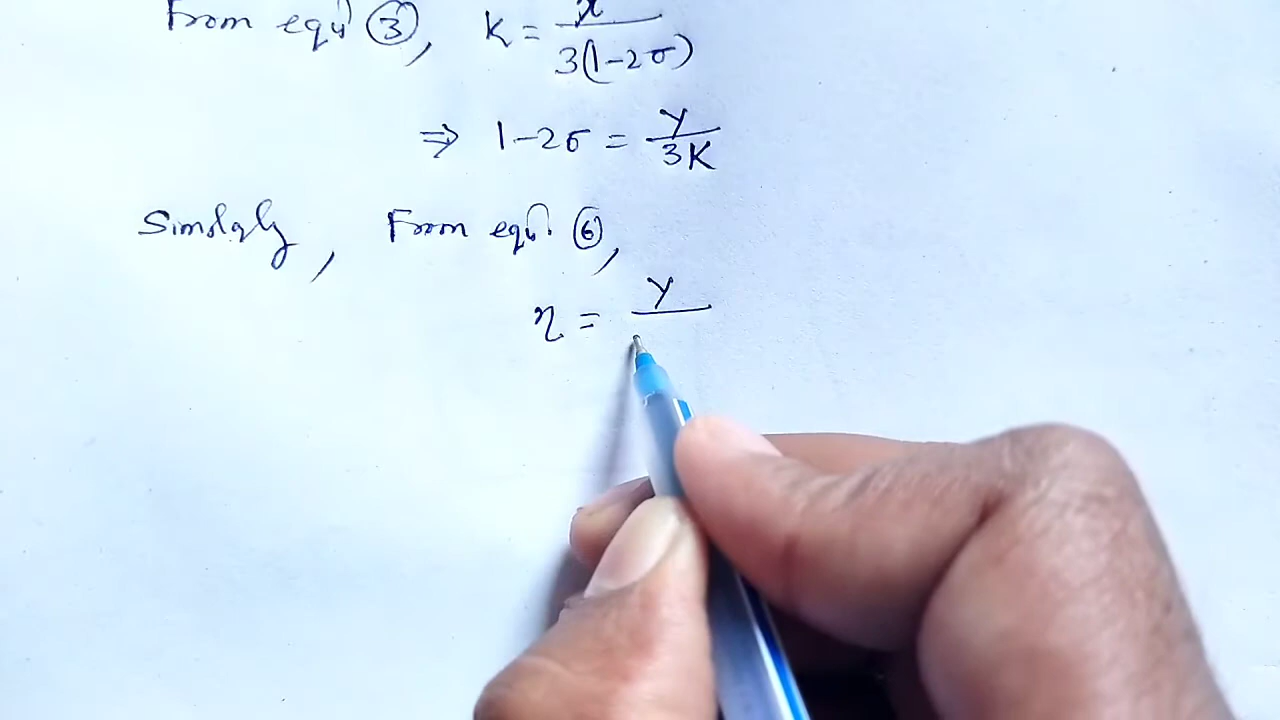 From eqn ③, K = Y / 3(1-2σ)
⇒ 1-2σ = Y / 3K
Similarly, From eqn. ⑥,
η = Y /